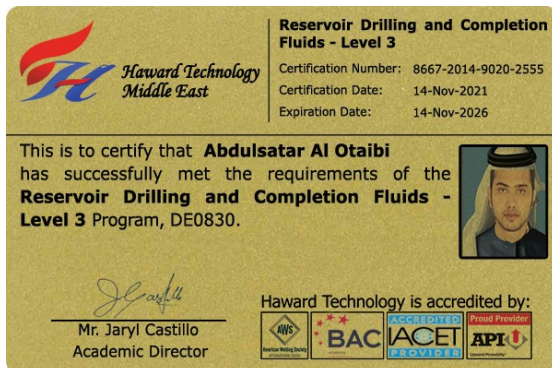 Haward Technology
Middle East
Reservoir Drilling and Completion
Fluids - Level 3
Certification Number: 8667-2014-9020-2555
Certification Date: 14-Nov-2021
Expiration Date: 14-Nov-2026
This is to certify that Abdulsatar Al Otaibi
has successfully met the requirements of the
Reservoir Drilling and Completion Fluids -
Level 3 Program, DE0830.
Mr. Jaryl Castillo
Academic Director
Haward Technology is accredited by:
AWS
American Welding Society
BAC
ACCREDITED
IACET
PROVIDER
Proud Provider
API U